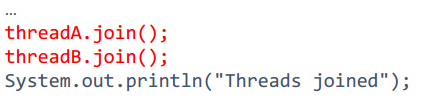 …
threadA.join();
threadB.join();
System.out.println("Threads joined");